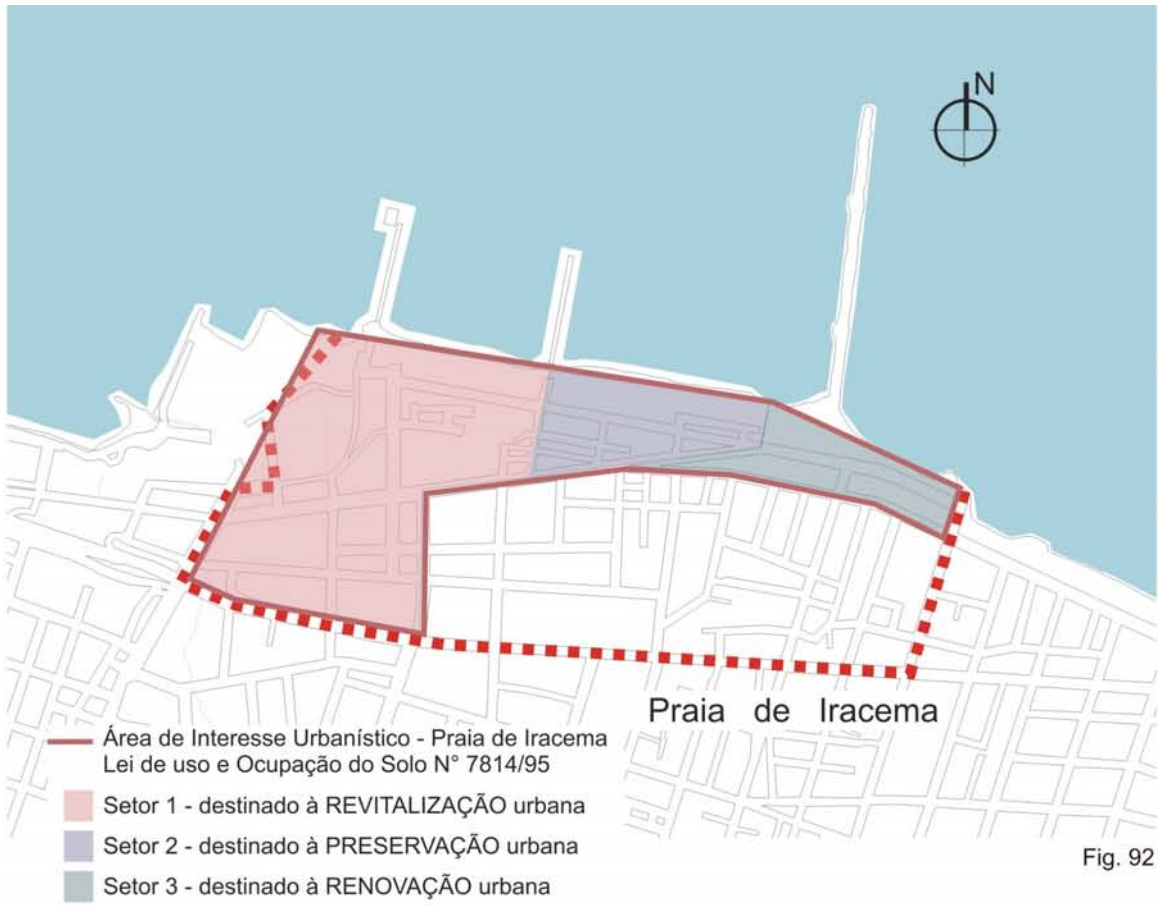 N
Praia de Iracema
Área de Interesse Urbanístico - Praia de Iracema
Lei de uso e Ocupação do Solo N° 7814/95
Setor 1 - destinado à REVITALIZAÇÃO urbana
Setor 2 - destinado à PRESERVAÇÃO urbana
Setor 3 - destinado à RENOVAÇÃO urbana
Fig. 92